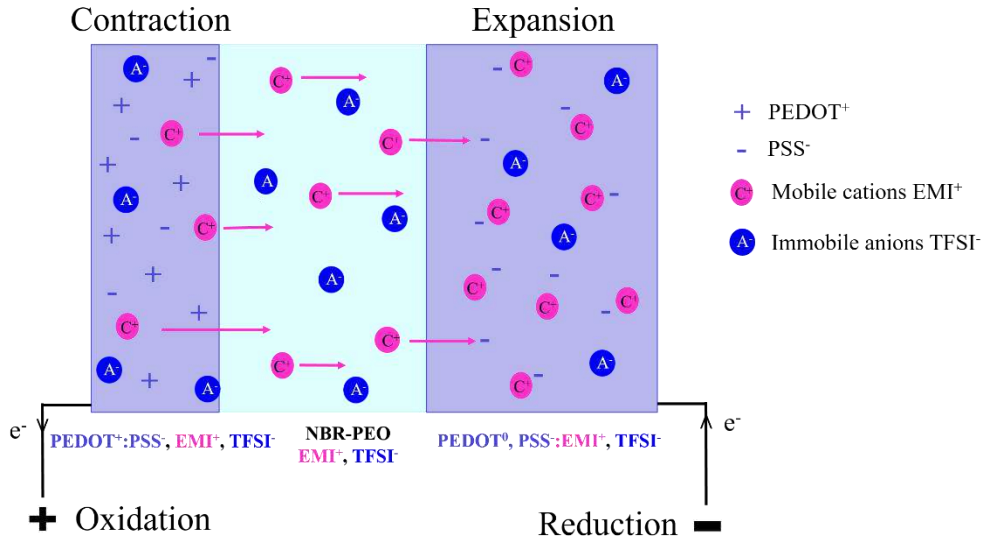 Contraction
Expansion
A⁻
C⁺
C⁺
A⁻
A⁻
C⁺
A⁻
C⁺
C⁺
C⁺
A⁻
A⁻
A
C⁺
A⁻
C⁺
C⁺
C⁺
A⁻
A⁻
C⁺
C⁺
C⁺
C⁺
C⁺
A⁻
C⁺
A⁻
A⁻
A⁻
C⁺
+ PEDOT⁺
- PSS⁻
C⁺ Mobile cations EMI⁺
A⁻ Immobile anions TFSI⁻
e⁻
PEDOT⁺:PSS⁻, EMI⁺, TFSI⁻
NBR-PEO
EMI⁺, TFSI⁻
PEDOT⁰, PSS⁻:EMI⁺, TFSI⁻
e⁻
+ Oxidation
Reduction -